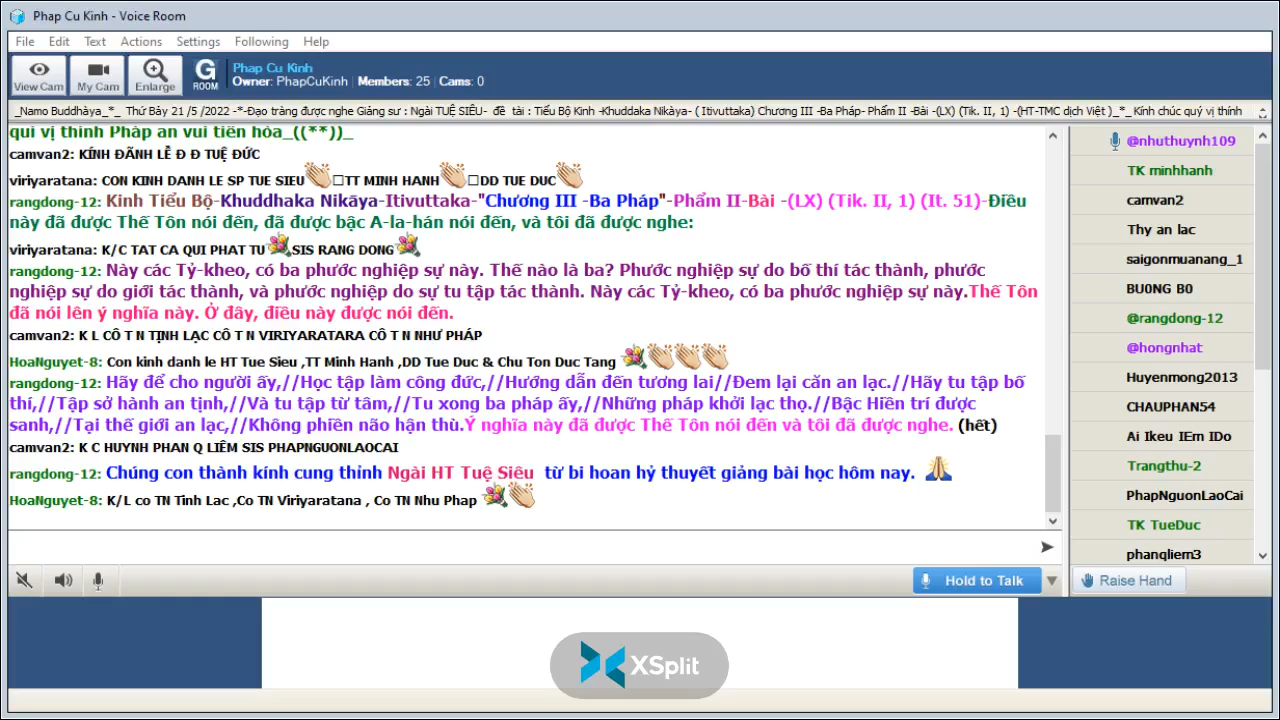 Phap Cu Kinh - Voice Room
File Edit Text Actions Settings Following Help
View Cam My Cam Enlarge G ROOM
Phap Cu Kinh
Owner: PhapCuKinh Members: 25 Cams: 0
_Namo Buddhàya_*_ Thứ Bảy 21 /5 /2022 -*-Đạo tràng được nghe Giảng sư : Ngài TUỆ SIÊU- đề tài : Tiểu Bộ Kinh -Khuddaka Nikàya- ( Itivuttaka) Chương III -Ba Pháp- Phẩm II -Bài -(LX) (Tik. II, 1) -(HT-TMC dịch Việt )_*_ Kính chúc quý vị thính
quí vị thính Pháp an vui tiến hóa_((**))_
camvan2: KÍNH ĐÃNH LỄ Đ Đ TUỆ ĐỨC
viriyaratana: CON KINH DANH LE SP TUE SIEU👏□TT MINH HANH👏□DD TUE DUC👏
rangdong-12: Kinh Tiểu Bộ-Khuddhaka Nikāya-Itivuttaka-"Chương III -Ba Pháp"-Phẩm II-Bài -(LX) (Tik. II, 1) (It. 51)-Điều
này đã được Thế Tôn nói đến, đã được bậc A-la-hán nói đến, và tôi đã được nghe:
viriyaratana: K/C TAT CA QUI PHAT TU💐SIS RANG DONG💐
rangdong-12: Này các Tỷ-kheo, có ba phước nghiệp sự này. Thế nào là ba? Phước nghiệp sự do bố thí tác thành, phước
nghiệp sự do giới tác thành, và phước nghiệp do sự tu tập tác thành. Này các Tỷ-kheo, có ba phước nghiệp sự này.Thế Tôn
đã nói lên ý nghĩa này. Ở đây, điều này được nói đến.
camvan2: K L CÔ T N TỊNH LẠC CÔ T N VIRIYARATARA CÔ T N NHƯ PHÁP
HoaNguyet-8: Con kinh danh le HT Tue Sieu ,TT Minh Hanh ,DD Tue Duc & Chu Ton Duc Tang 💐👏👏👏
rangdong-12: Hãy để cho người ấy,//Học tập làm công đức,//Hướng dẫn đến tương lai//Đem lại căn an lạc.//Hãy tu tập bố
thí,//Tập sở hành an tịnh,//Và tu tập từ tâm,//Tu xong ba pháp ấy,//Những pháp khởi lạc thọ.//Bậc Hiền trí được
sanh,//Tại thế giới an lạc,//Không phiền não hận thù.Ý nghĩa này đã được Thế Tôn nói đến và tôi đã được nghe. (hết)
camvan2: K C HUYNH PHAN Q LIÊM SIS PHAPNGUONLAOCAI
rangdong-12: Chúng con thành kính cung thỉnh Ngài HT Tuệ Siêu từ bi hoan hỷ thuyết giảng bài học hôm nay. 🙏
HoaNguyet-8: K/L co TN Tinh Lac ,Co TN Viriyaratana , Co TN Nhu Phap 💐👏
@nhuthuynh109
TK minhhanh
camvan2
Thy an lac
saigonmuanang_1
BU0NG B0
@rangdong-12
@hongnhat
Huyenmong2013
CHAUPHAN54
Ai Ikeu IEm IDo
Trangthu-2
PhapNguonLaoCai
TK TueDuc
phanqliem3
Hold to Talk
Raise Hand
XSplit